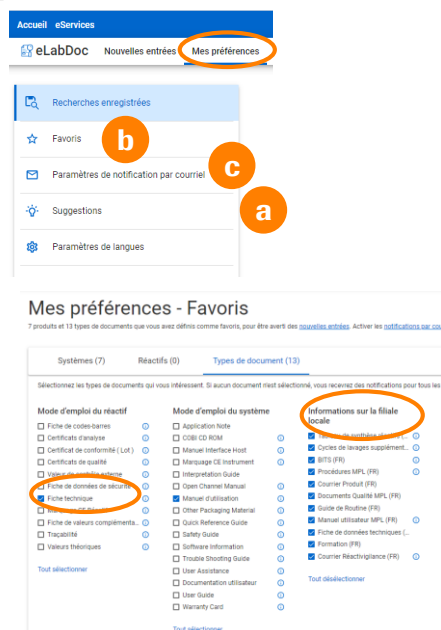 Accueil eServices
eLabDoc Nouvelles entrées Mes préférences
Recherches enregistrées
Favoris
b
Paramètres de notification par courriel
c
Suggestions
a
Paramètres de langues
Mes préférences - Favoris
7 produits et 13 types de documents que vous avez définis comme favoris, pour être averti des nouvelles entrées. Activer les notifications par cou
Systèmes (7) Réactifs (0) Types de document (13)
Sélectionnez les types de documents qui vous intéressent. Si aucun document n'est sélectionné, vous recevrez des notifications pour tous les
Mode d'emploi du réactif
Fiche de codes-barres
Certificats d'analyse
Certificat de conformité ( Lot )
Certificats de qualité
Valeur de contrôle externe
Fiche de données de sécurité
Fiche technique
Fiche de valeurs complémenta..
Traçabilité
Valeurs théoriques
Tout sélectionner
Mode d'emploi du système
Application Note
COBI CD ROM
Manuel Interface Host
Marquage CE Instrument
Interpretation Guide
Open Channel Manual
Manuel d'utilisation
Other Packaging Material
Quick Reference Guide
Safety Guide
Software Information
Trouble Shooting Guide
User Assistance
Documentation utilisateur
User Guide
Warranty Card
Tout sélectionner
Informations sur la filiale
locale
Cycles de lavages supplément...
BITS (FR)
Procédures MPL (FR)
Courrier Produit (FR)
Documents Qualité MPL (FR)
Guide de Routine (FR)
Manuel utilisateur MPL (FR)
Fiche de données techniques (...
Formation (FR)
Courrier Réactivigilance (FR)
Tout désélectionner